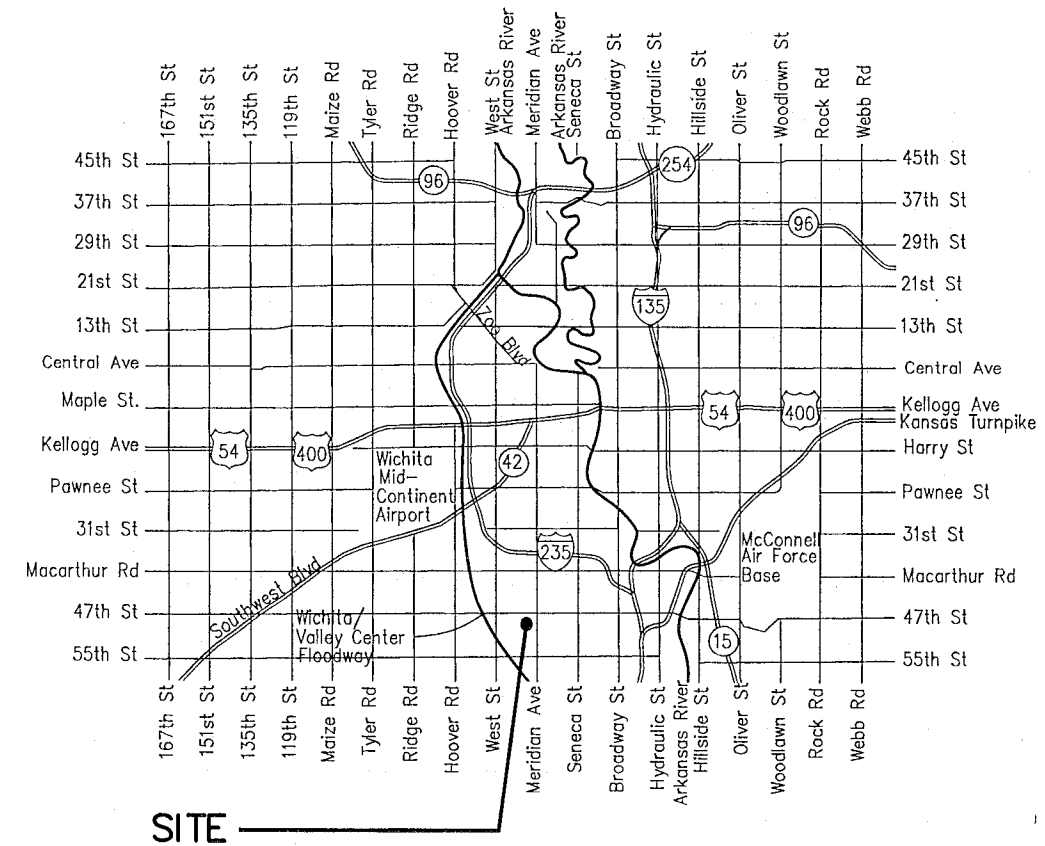 167th St
151st St
135th St
119th St
Maize Rd
Tyler Rd
Ridge Rd
Hoover Rd
West St
Arkansas River
Meridian Ave
Arkansas River
Seneca St
Broadway St
Hydraulic St
Hillside St
Oliver St
Woodlawn St
Rock Rd
Webb Rd
45th St
37th St
29th St
21st St
13th St
Central Ave
Maple St.
Kellogg Ave
Pawnee St
31st St
Macarthur Rd
47th St
55th St
96
254
96
135
Zoo Blvd
54
400
54
400
42
Wichita
Mid-
Continent
Airport
235
McConnell
Air Force
Base
Southwest Blvd
Wichita/
Valley Center
Floodway
15
45th St
37th St
29th St
21st St
13th St
Central Ave
Kellogg Ave
Kansas Turnpike
Harry St
Pawnee St
31st St
Macarthur Rd
47th St
55th St
167th St
151st St
135th St
119th St
Maize Rd
Tyler Rd
Ridge Rd
Hoover Rd
West St
Meridian Ave
Seneca St
Broadway St
Hydraulic St
Arkansas River
Hillside St
Oliver St
Woodlawn St
Rock Rd
Webb Rd
SITE